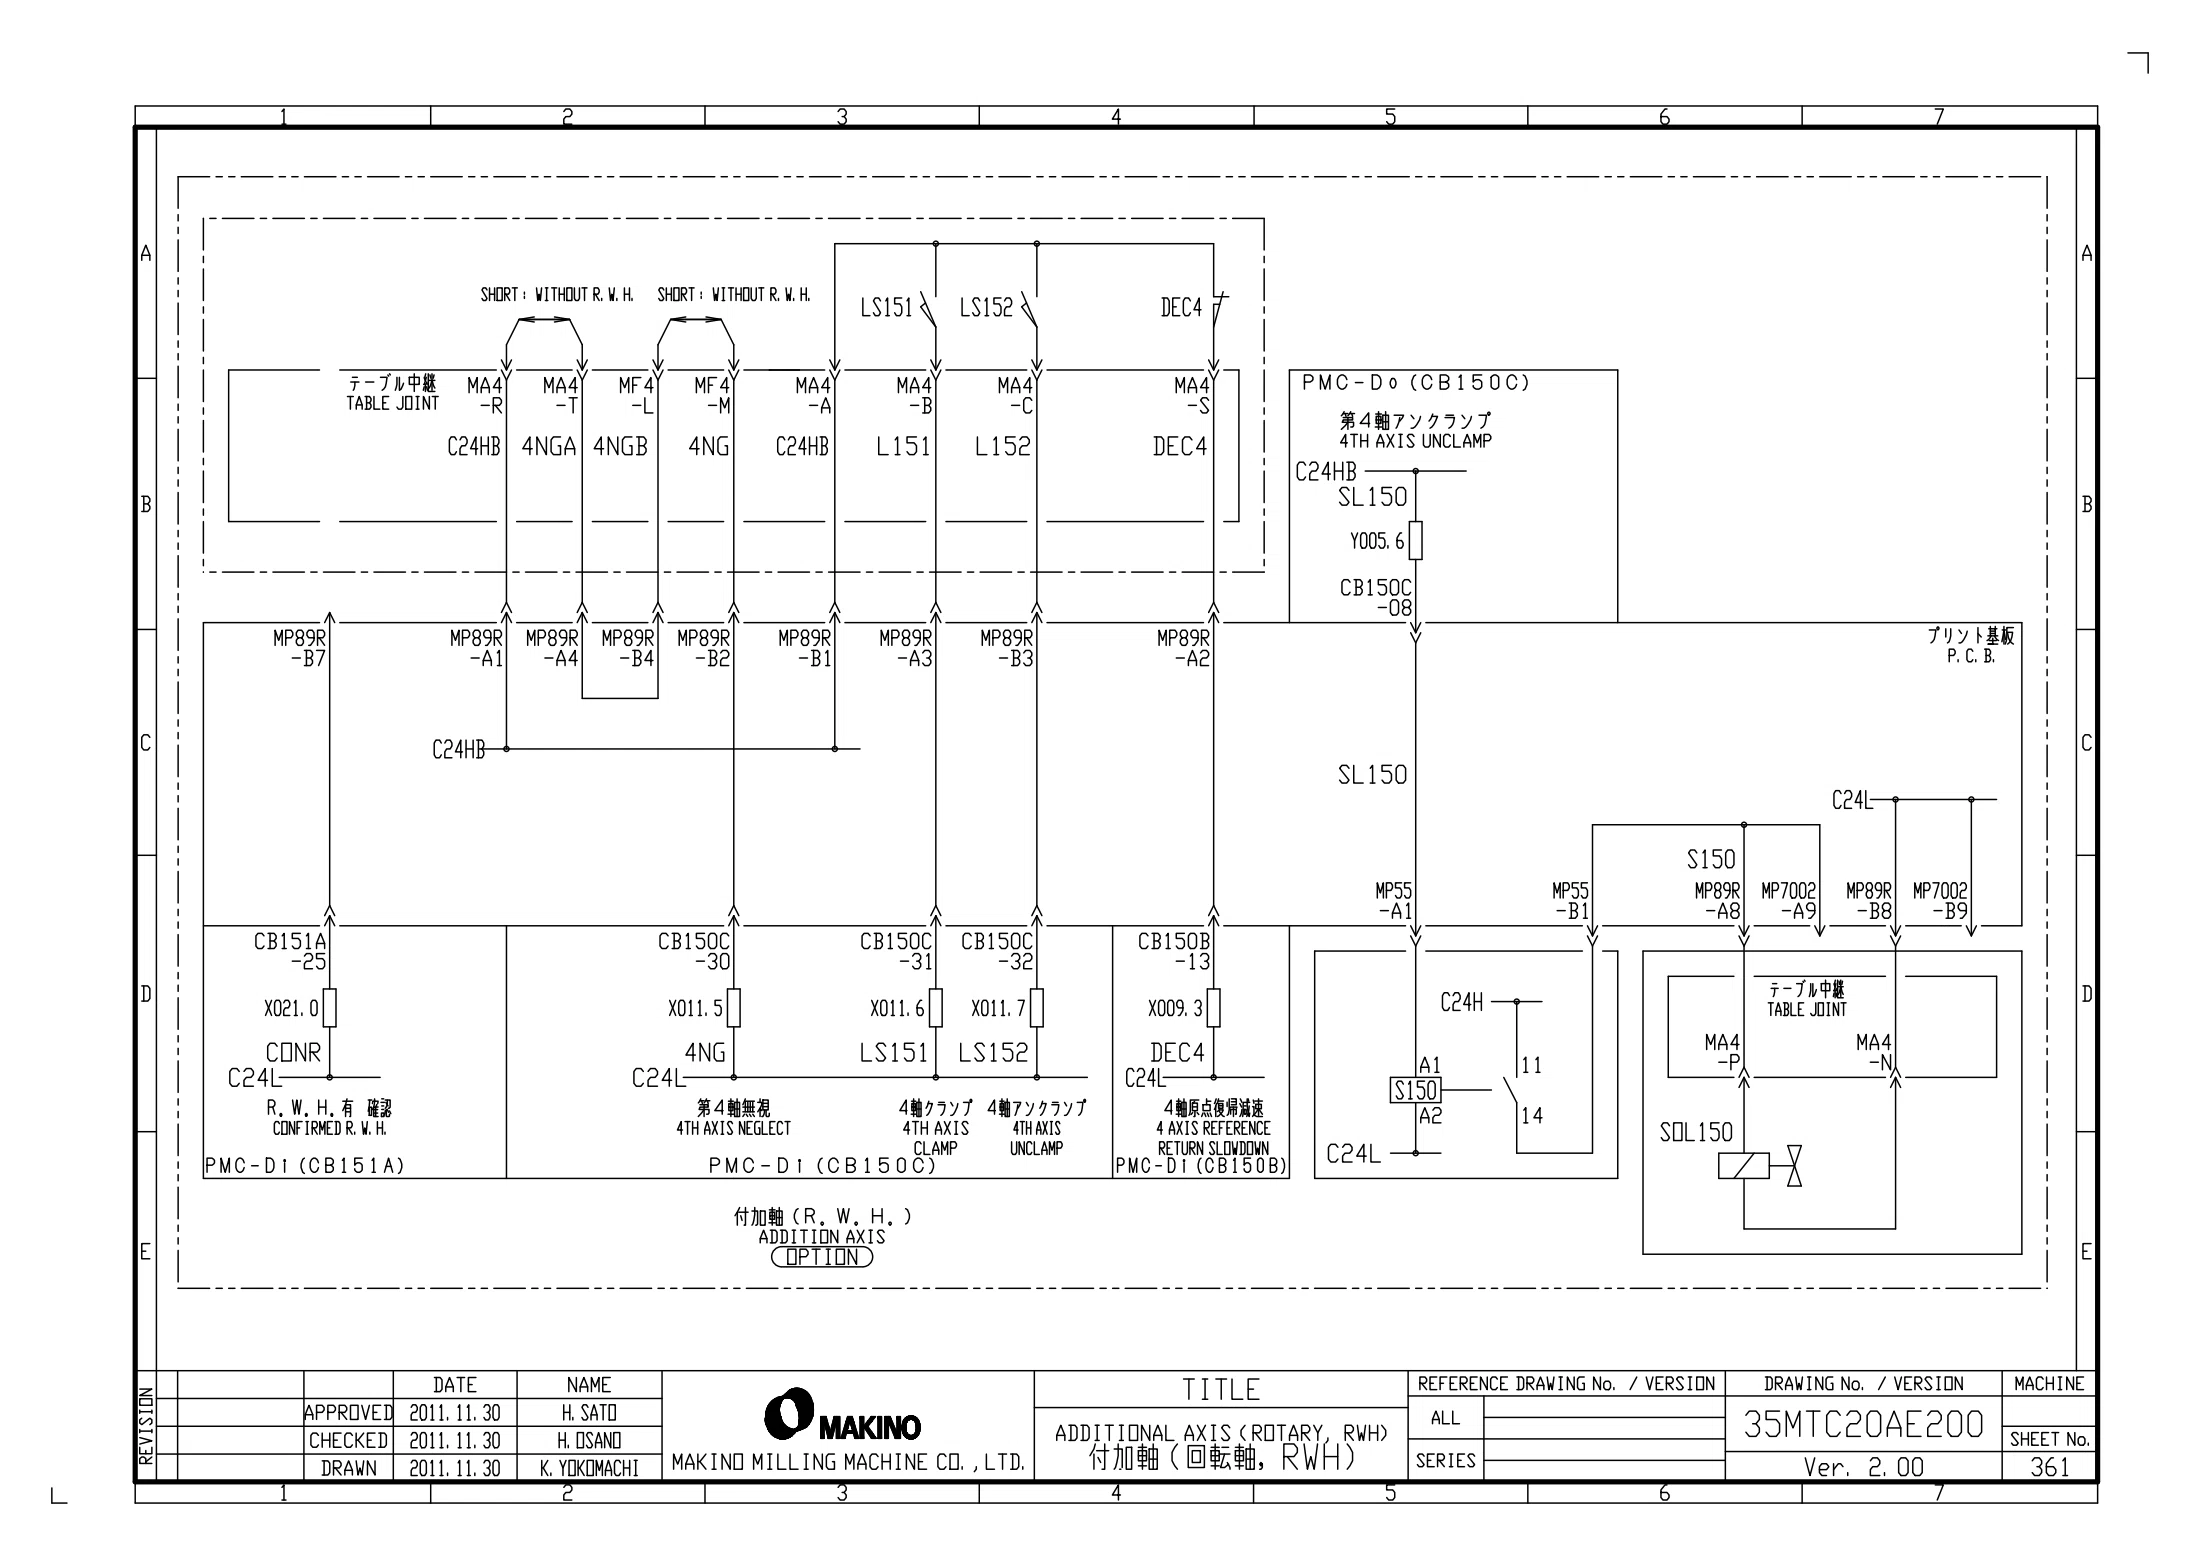 1 2 3 4 5 6 7
A A
SHORT: WITHOUT R. W. H. SHORT: WITHOUT R. W. H.
LS151 LS152 DEC4
テーブル中継
TABLE JOINT
MA4
-R
MA4
-T
MF4
-L
MF4
-M
MA4
-A
MA4
-B
MA4
-C
MA4
-S
C24HB 4NGA 4NGB 4NG C24HB L151 L152 DEC4
PMC-Do (CB150C)
第4軸アンクランプ
4TH AXIS UNCLAMP
C24HB
SL150
B B
Y005. 6
CB150C
-08
MP89R
-B7
MP89R
-A1
MP89R
-A4
MP89R
-B4
MP89R
-B2
MP89R
-B1
MP89R
-A3
MP89R
-B3
MP89R
-A2
プリント基板
P. C. B.
C C
C24HB
SL150
C24L
S150
MP55
-A1
MP55
-B1
MP89R
-A8
MP7002
-A9
MP89R
-B8
MP7002
-B9
CB151A
-25
CB150C
-30
CB150C
-31
CB150C
-32
CB150B
-13
D D
X021. 0 X011. 5 X011. 6 X011. 7 X009. 3
CONR 4NG LS151 LS152 DEC4
C24L C24L C24L
R. W. H. 有 確認
CONFIRMED R. W. H.
第4軸無視
4TH AXIS NEGLECT
4軸クランプ
4TH AXIS
CLAMP
4軸アンクランプ
4TH AXIS
UNCLAMP
4軸原点復帰減速
4 AXIS REFERENCE
RETURN SLOWDOWN
PMC-Di (CB151A) PMC-Di (CB150C) PMC-Di (CB150B)
C24H
A1 11
S150
A2 14
C24L
テーブル中継
TABLE JOINT
MA4
-P
MA4
-N
SOL150
付加軸 (R. W. H. )
ADDITION AXIS
OPTION
E E
REVISION
DATE NAME
APPROVED 2011. 11. 30 H. SATO
CHECKED 2011. 11. 30 H. OSANO
DRAWN 2011. 11. 30 K. YOKOMACHI
MAKINO
MAKINO MILLING MACHINE CO. , LTD.
TITLE
ADDITIONAL AXIS (ROTARY, RWH)
付加軸 (回転軸, RWH)
REFERENCE DRAWING No. / VERSION
ALL
SERIES
DRAWING No. / VERSION
35MTC20AE200
Ver. 2. 00
MACHINE
SHEET No.
361
1 2 3 4 5 6 7